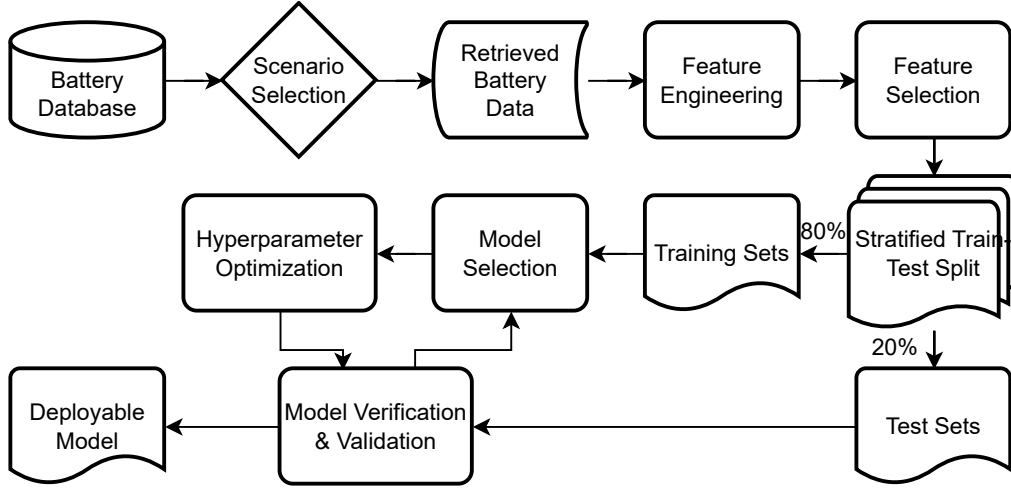 Battery
Database
Scenario
Selection
Retrieved
Battery
Data
Feature
Engineering
Feature
Selection
Hyperparameter
Optimization
Model
Selection
Training Sets
80%
Stratified Train-
Test Split
20%
Deployable
Model
Model Verification
& Validation
Test Sets